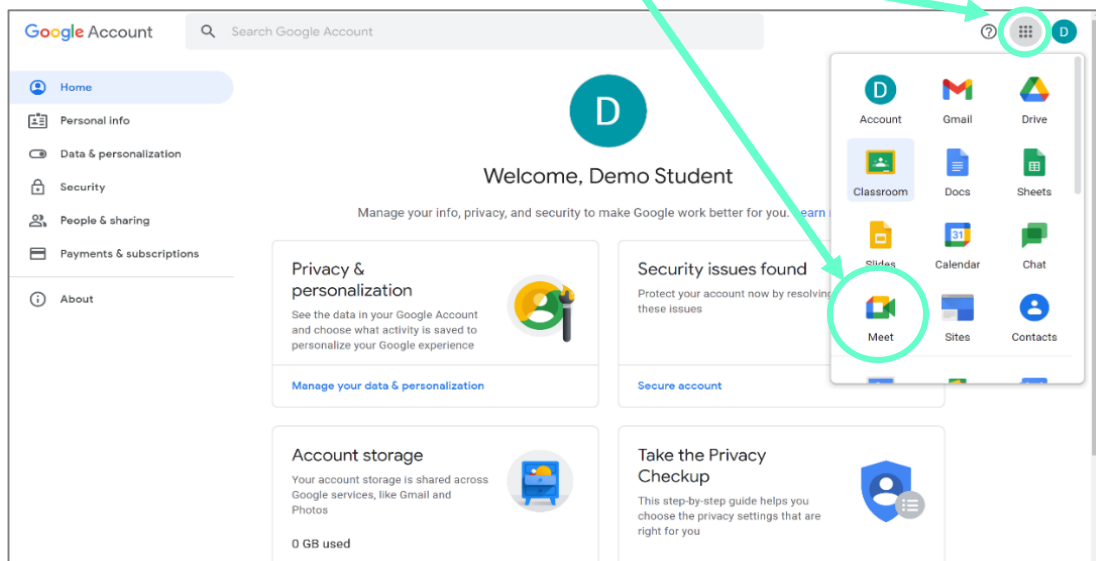 Google Account
Search Google Account
D
Home
Personal info
Data & personalization
Security
People & sharing
Payments & subscriptions
About
D
Welcome, Demo Student
Manage your info, privacy, and security to make Google work better for you.
Privacy &
personalization
See the data in your Google Account
and choose what activity is saved to
personalize your Google experience
Manage your data & personalization
Security issues found
Protect your account now by resolving
these issues
Secure account
Account storage
Your account storage is shared across
Google services, like Gmail and
Photos
0 GB used
Take the Privacy
Checkup
This step-by-step guide helps you
choose the privacy settings that are
right for you
D
Account Gmail Drive
Classroom Docs Sheets
31
Slides Calendar Chat
Meet Sites Contacts